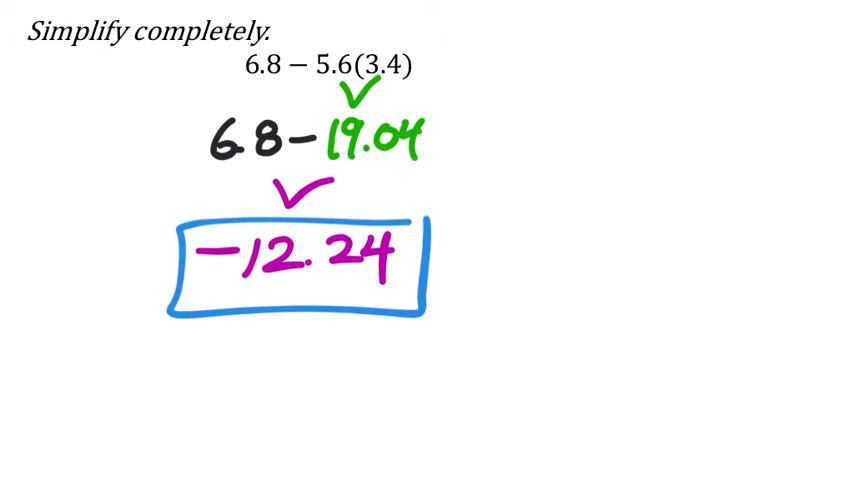 Simplify completely.
6.8 − 5.6(3.4)
6.8 − 19.04
−12.24